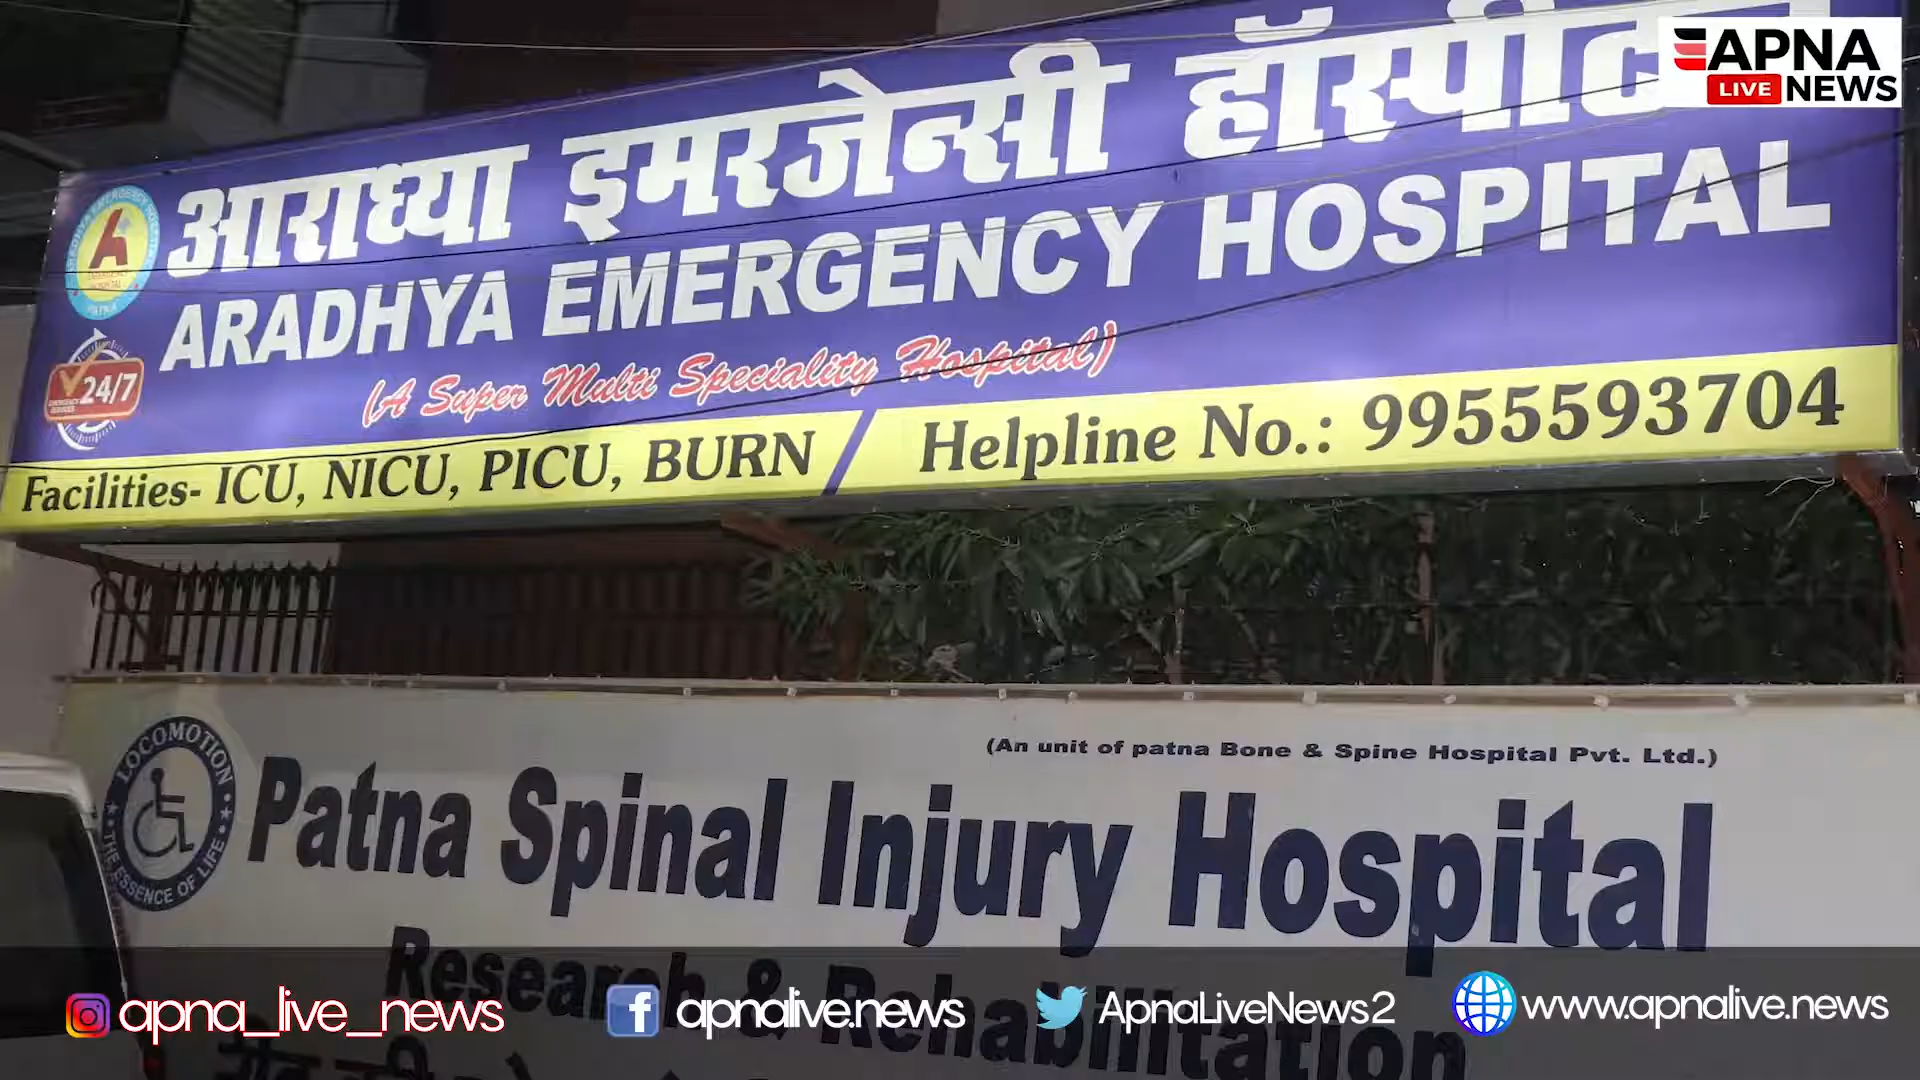 आराध्या इमरजेन्सी
APNA
LIVE NEWS
ARADHYA EMERGENCY HOSPITAL
(A Super Multi Speciality Hospital)
24/7
Facilities- ICU, NICU, PICU, BURN
Helpline No.: 9955593704
(An unit of patna Bone & Spine Hospital Pvt. Ltd.)
LOCOMOTION
THE ESSENCE OF LIFE
Patna Spinal Injury Hospital
Research & Rehabilitation
apna_live_news
apnalive.news
ApnaLiveNews2
www.apnalive.news